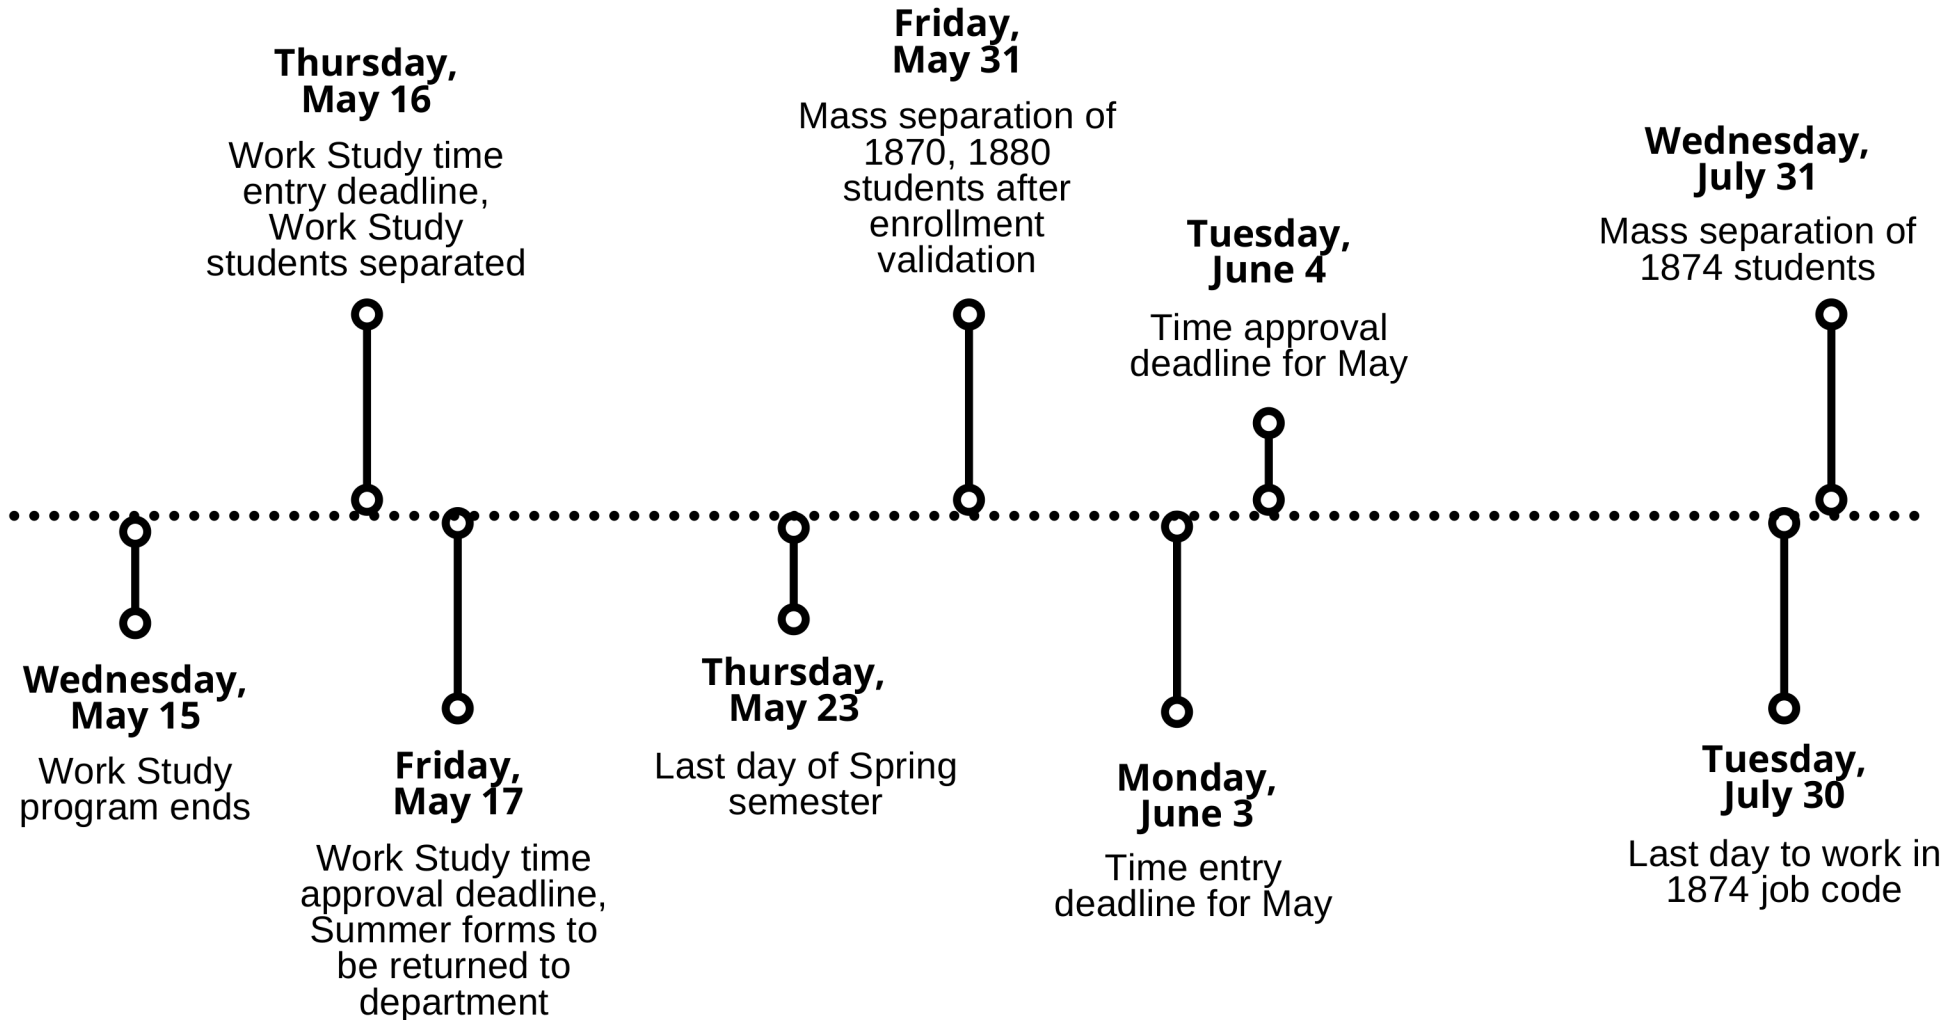 Wednesday,
May 15
Work Study
program ends
Thursday,
May 16
Work Study time
entry deadline,
Work Study
students separated
Friday,
May 17
Work Study time
approval deadline,
Summer forms to
be returned to
department
Thursday,
May 23
Last day of Spring
semester
Friday,
May 31
Mass separation of
1870, 1880
students after
enrollment
validation
Monday,
June 3
Time entry
deadline for May
Tuesday,
June 4
Time approval
deadline for May
Tuesday,
July 30
Last day to work in
1874 job code
Wednesday,
July 31
Mass separation of
1874 students